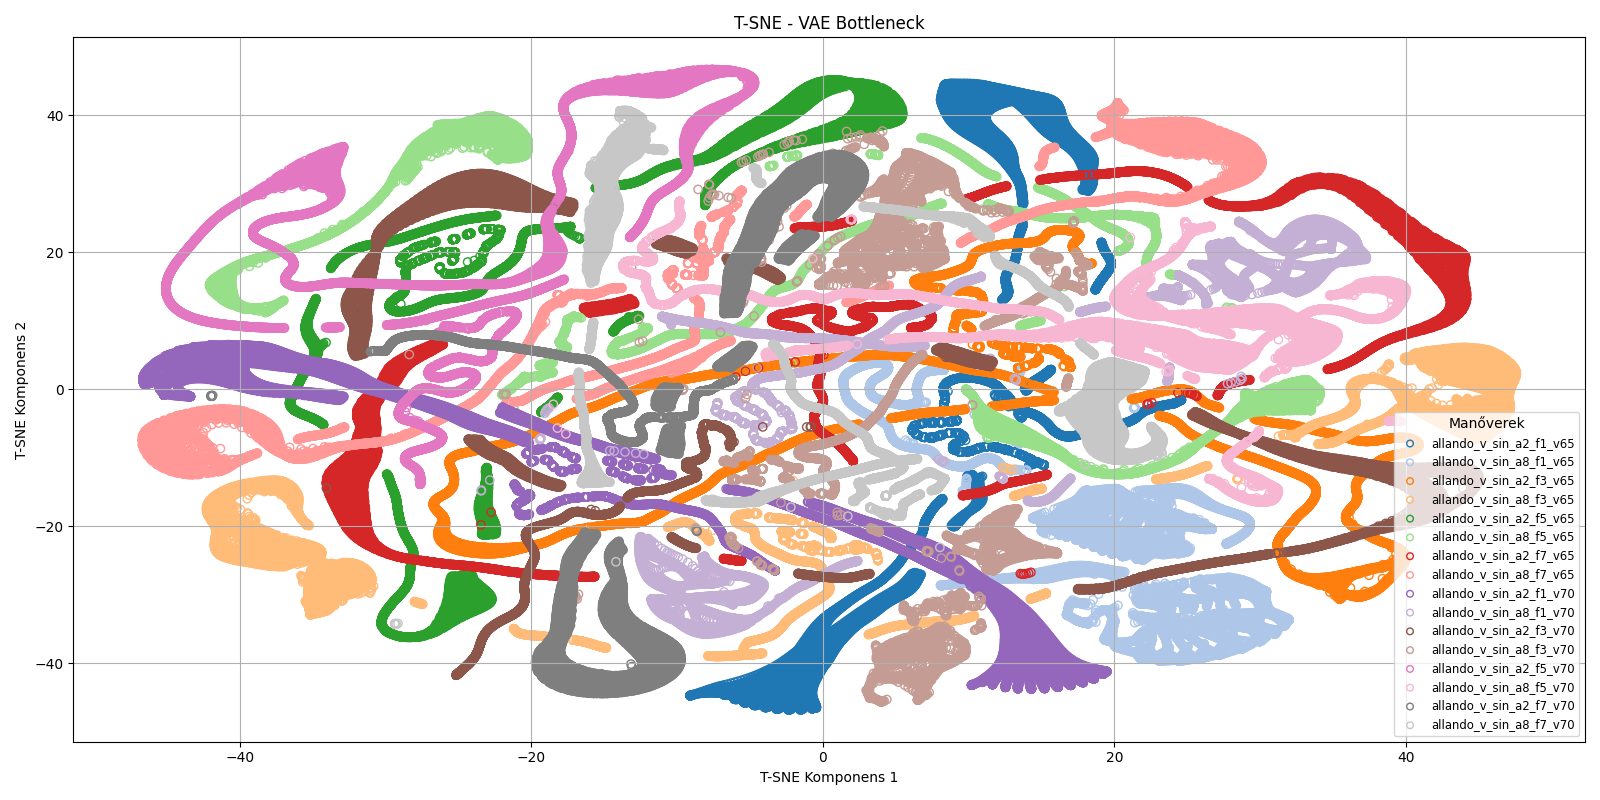 T-SNE - VAE Bottleneck
T-SNE Komponens 2
40
20
0
−20
−40
−40
−20
0
20
40
T-SNE Komponens 1
Manőverek
allando_v_sin_a2_f1_v65
allando_v_sin_a8_f1_v65
allando_v_sin_a2_f3_v65
allando_v_sin_a8_f3_v65
allando_v_sin_a2_f5_v65
allando_v_sin_a8_f5_v65
allando_v_sin_a2_f7_v65
allando_v_sin_a8_f7_v65
allando_v_sin_a2_f1_v70
allando_v_sin_a8_f1_v70
allando_v_sin_a2_f3_v70
allando_v_sin_a8_f3_v70
allando_v_sin_a2_f5_v70
allando_v_sin_a8_f5_v70
allando_v_sin_a2_f7_v70
allando_v_sin_a8_f7_v70